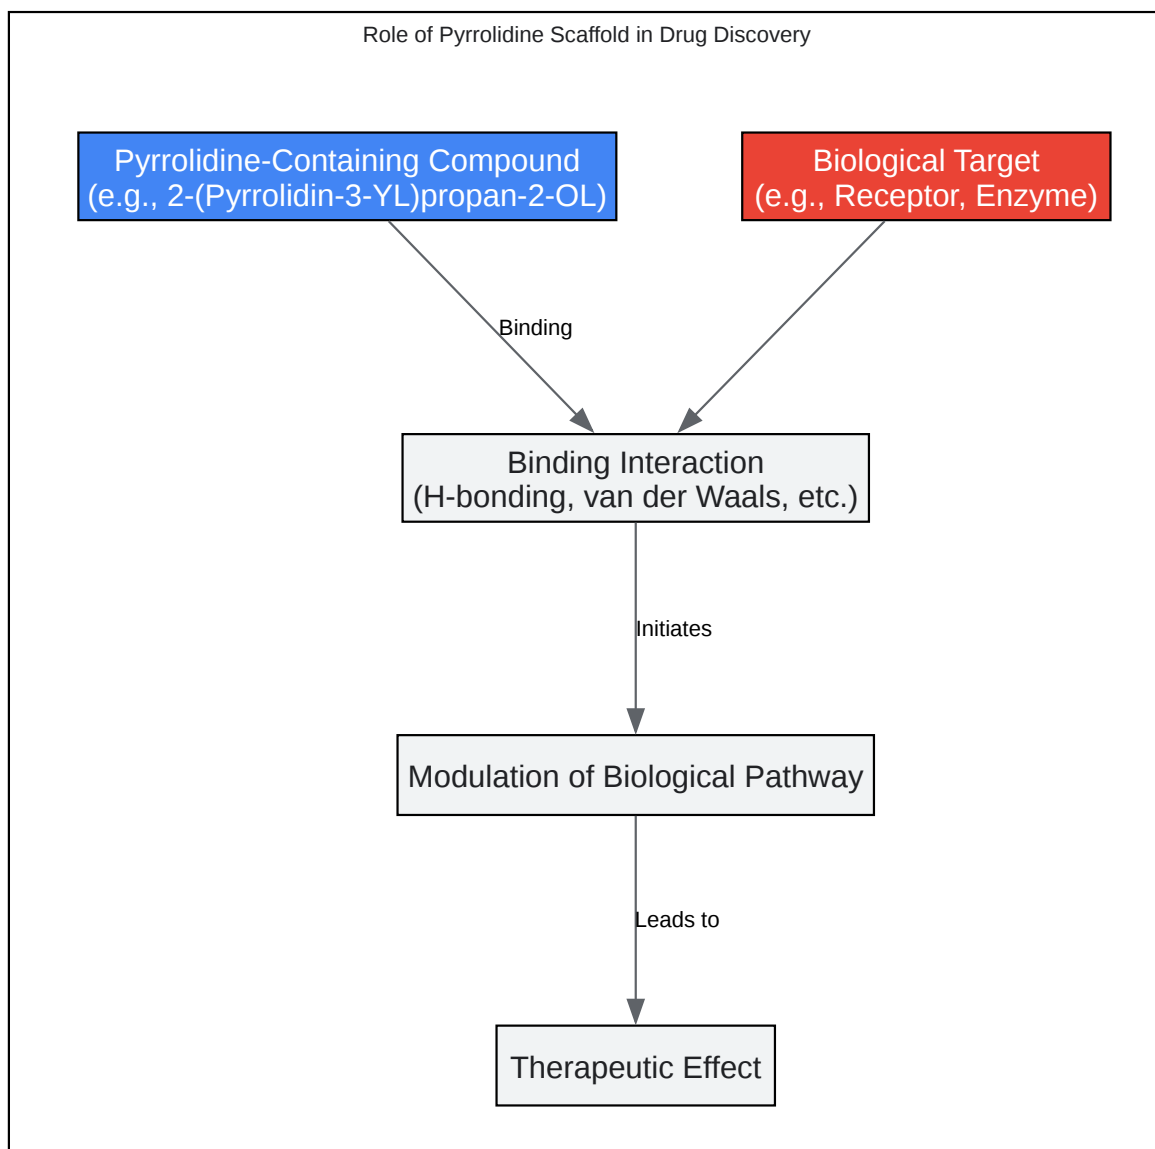 Role of Pyrrolidine Scaffold in Drug Discovery
Pyrrolidine-Containing Compound
(e.g., 2-(Pyrrolidin-3-YL)propan-2-OL)
Biological Target
(e.g., Receptor, Enzyme)
Binding
Binding Interaction
(H-bonding, van der Waals, etc.)
Initiates
Modulation of Biological Pathway
Leads to
Therapeutic Effect